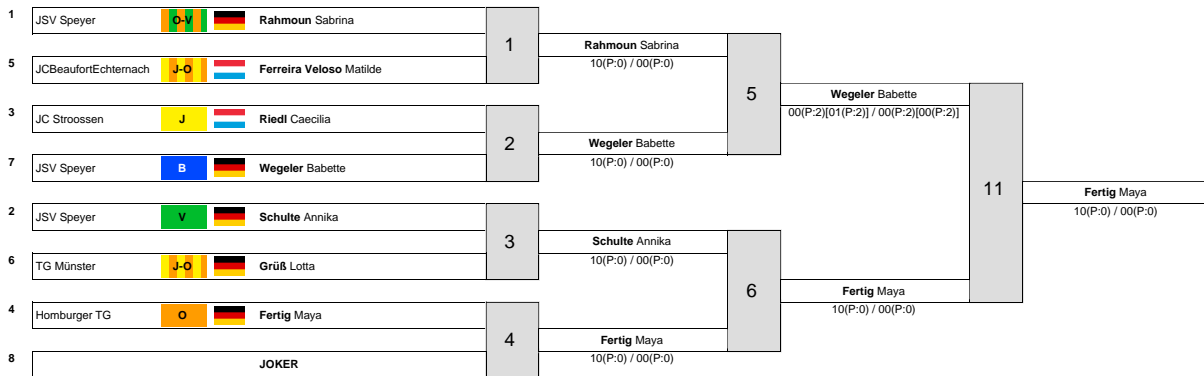 1 JSV Speyer O-V Rahmoun Sabrina
1
Rahmoun Sabrina
10(P:0) / 00(P:0)
5 JCBeaufortEchternach J-O Ferreira Veloso Matilde
5
Wegeler Babette
00(P:2)[01(P:2)] / 00(P:2)[00(P:2)]
3 JC Stroossen J Riedl Caecilia
2
Wegeler Babette
10(P:0) / 00(P:0)
7 JSV Speyer B Wegeler Babette
11
Fertig Maya
10(P:0) / 00(P:0)
2 JSV Speyer V Schulte Annika
3
Schulte Annika
10(P:0) / 00(P:0)
6 TG Münster J-O Grüß Lotta
6
Fertig Maya
10(P:0) / 00(P:0)
4 Homburger TG O Fertig Maya
4
Fertig Maya
10(P:0) / 00(P:0)
8 JOKER